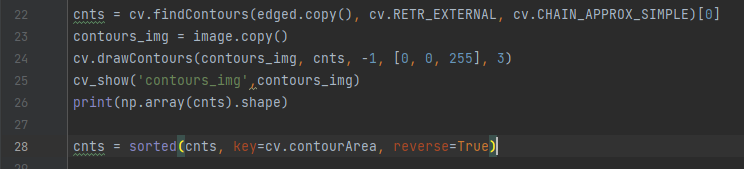 22 cnts = cv.findContours(edged.copy(), cv.RETR_EXTERNAL, cv.CHAIN_APPROX_SIMPLE)[0]
23 contours_img = image.copy()
24 cv.drawContours(contours_img, cnts, -1, [0, 0, 255], 3)
25 cv_show('contours_img',contours_img)
26 print(np.array(cnts).shape)
27
28 cnts = sorted(cnts, key=cv.contourArea, reverse=True)